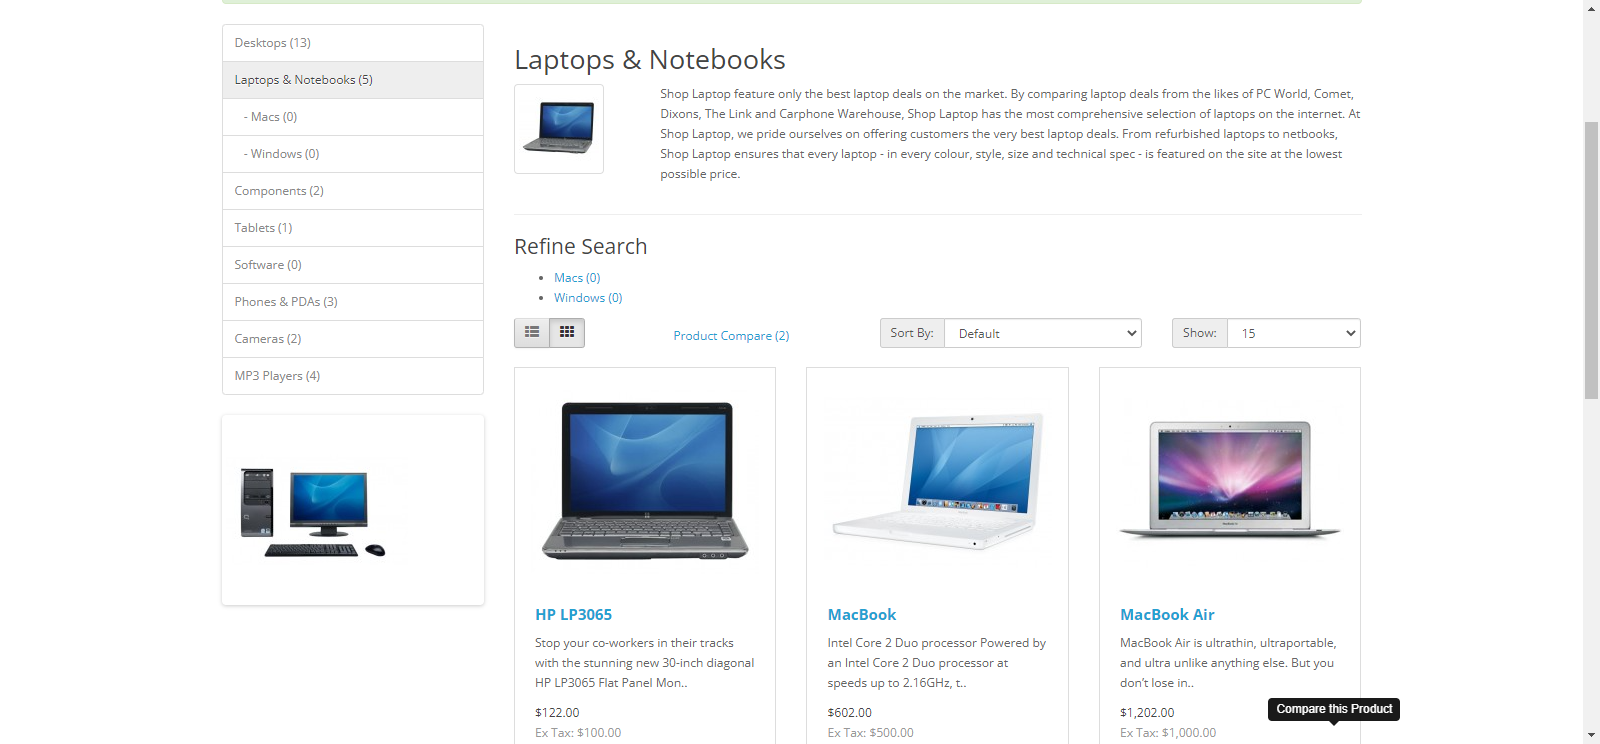 Desktops (13)
Laptops & Notebooks (5)
- Macs (0)
- Windows (0)
Components (2)
Tablets (1)
Software (0)
Phones & PDAs (3)
Cameras (2)
MP3 Players (4)
Laptops & Notebooks
Shop Laptop feature only the best laptop deals on the market. By comparing laptop deals from the likes of PC World, Comet,
Dixons, The Link and Carphone Warehouse, Shop Laptop has the most comprehensive selection of laptops on the internet. At
Shop Laptop, we pride ourselves on offering customers the very best laptop deals. From refurbished laptops to netbooks,
Shop Laptop ensures that every laptop - in every colour, style, size and technical spec - is featured on the site at the lowest
possible price.
Refine Search
Macs (0)
Windows (0)
Product Compare (2)
Sort By: Default
Show: 15
HP LP3065
Stop your co-workers in their tracks
with the stunning new 30-inch diagonal
HP LP3065 Flat Panel Mon..
$122.00
Ex Tax: $100.00
MacBook
Intel Core 2 Duo processor Powered by
an Intel Core 2 Duo processor at
speeds up to 2.16GHz, t..
$602.00
Ex Tax: $500.00
MacBook Air
MacBook Air is ultrathin, ultraportable,
and ultra unlike anything else. But you
don't lose in..
$1,202.00
Ex Tax: $1,000.00
Compare this Product